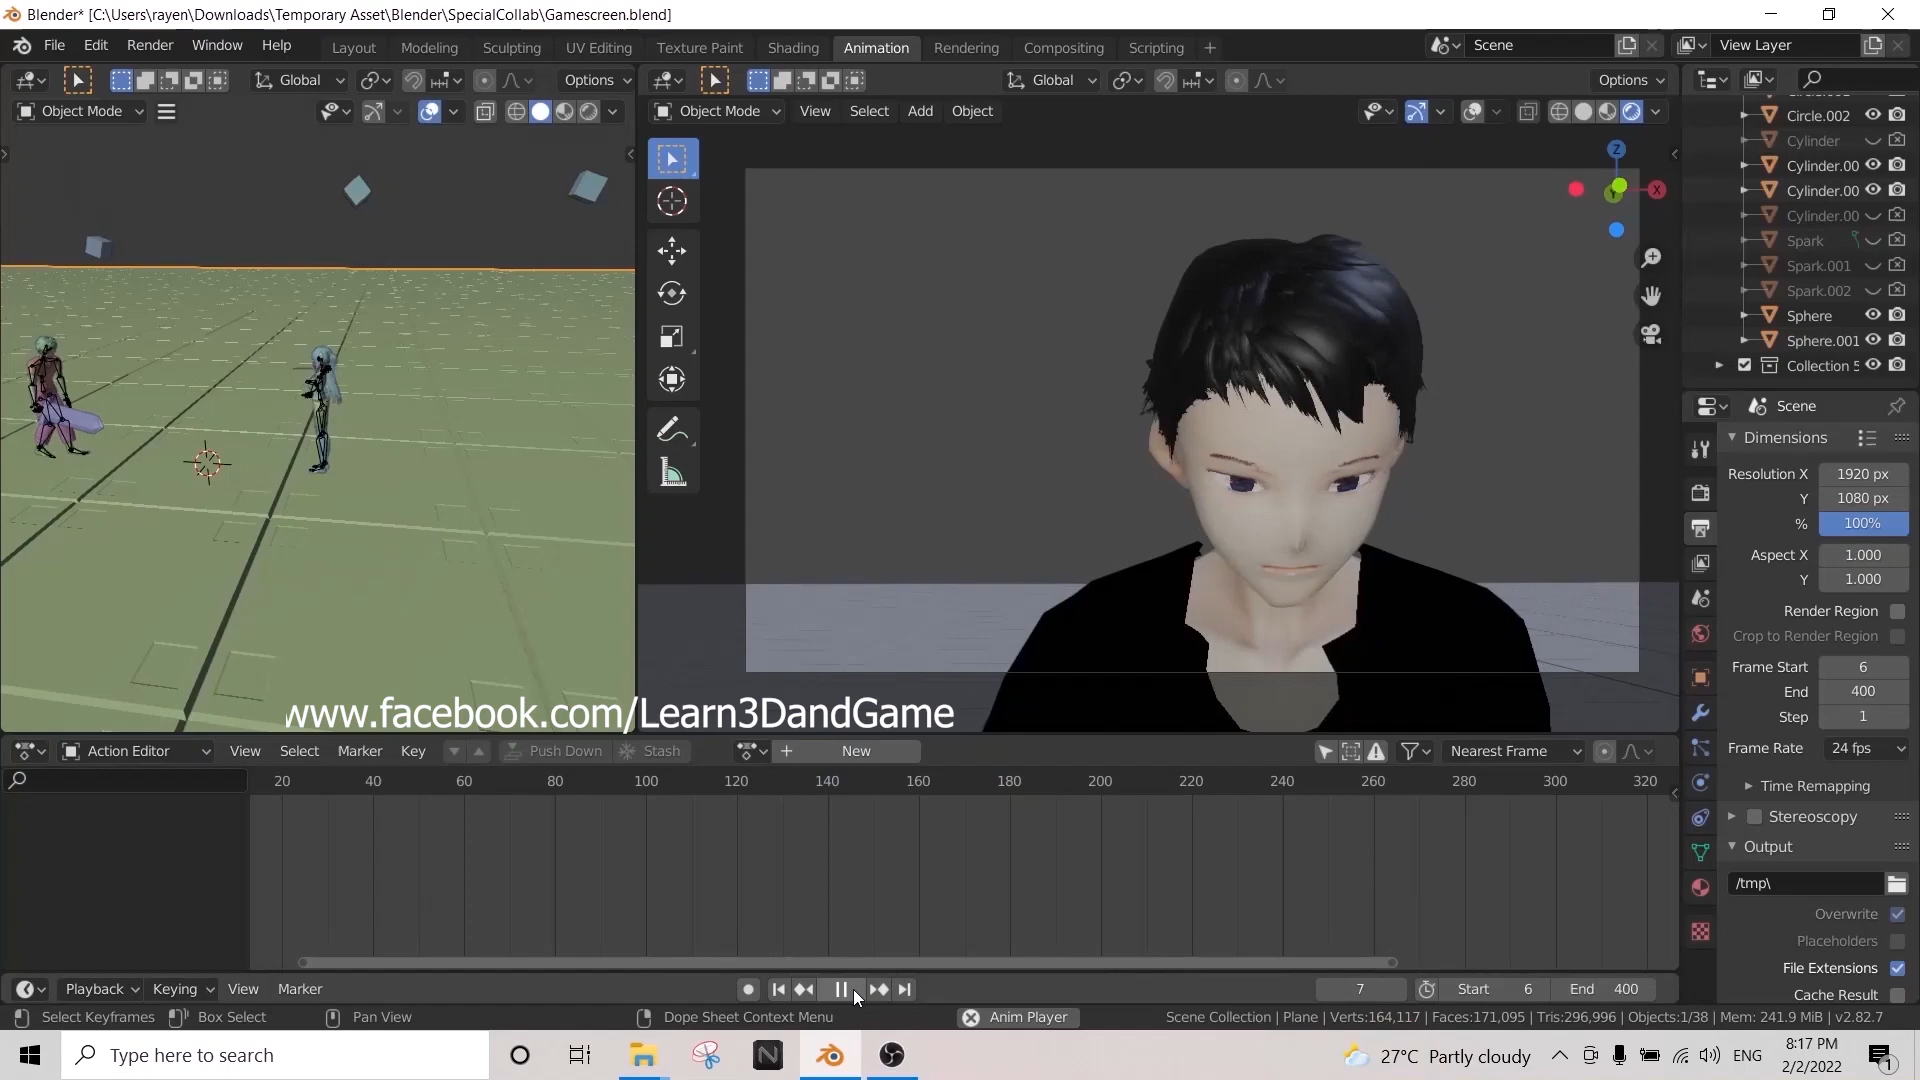 Blender* [C:\Users\rayen\Downloads\Temporary Asset\Blender\SpecialCollab\Gamescreen.blend]
File Edit Render Window Help Layout Modeling Sculpting UV Editing Texture Paint Shading Animation Rendering Compositing Scripting + Scene View Layer
Global Options Global Options
Object Mode Object Mode View Select Add Object
Circle.002
Cylinder
Cylinder.00
Cylinder.00
Cylinder.00
Spark
Spark.001
Spark.002
Sphere
Sphere.001
Collection 5
Z
X
Y
Scene
Dimensions
Resolution X 1920 px
Y 1080 px
% 100%
Aspect X 1.000
Y 1.000
Render Region
Crop to Render Region
Frame Start 6
End 400
Step 1
Frame Rate 24 fps
Time Remapping
Stereoscopy
Output
/tmp\
Overwrite
Placeholders
File Extensions
Cache Result
www.facebook.com/Learn3DandGame
Action Editor View Select Marker Key Push Down Stash + New Nearest Frame
20 40 60 80 100 120 140 160 180 200 220 240 260 280 300 320
Playback Keying View Marker 7 Start 6 End 400
Select Keyframes Box Select Pan View Dope Sheet Context Menu Anim Player Scene Collection | Plane | Verts:164,117 | Faces:171,095 | Tris:296,996 | Objects:1/38 | Mem: 241.9 MiB | v2.82.7
Type here to search 27°C Partly cloudy ENG 8:17 PM
2/2/2022
1